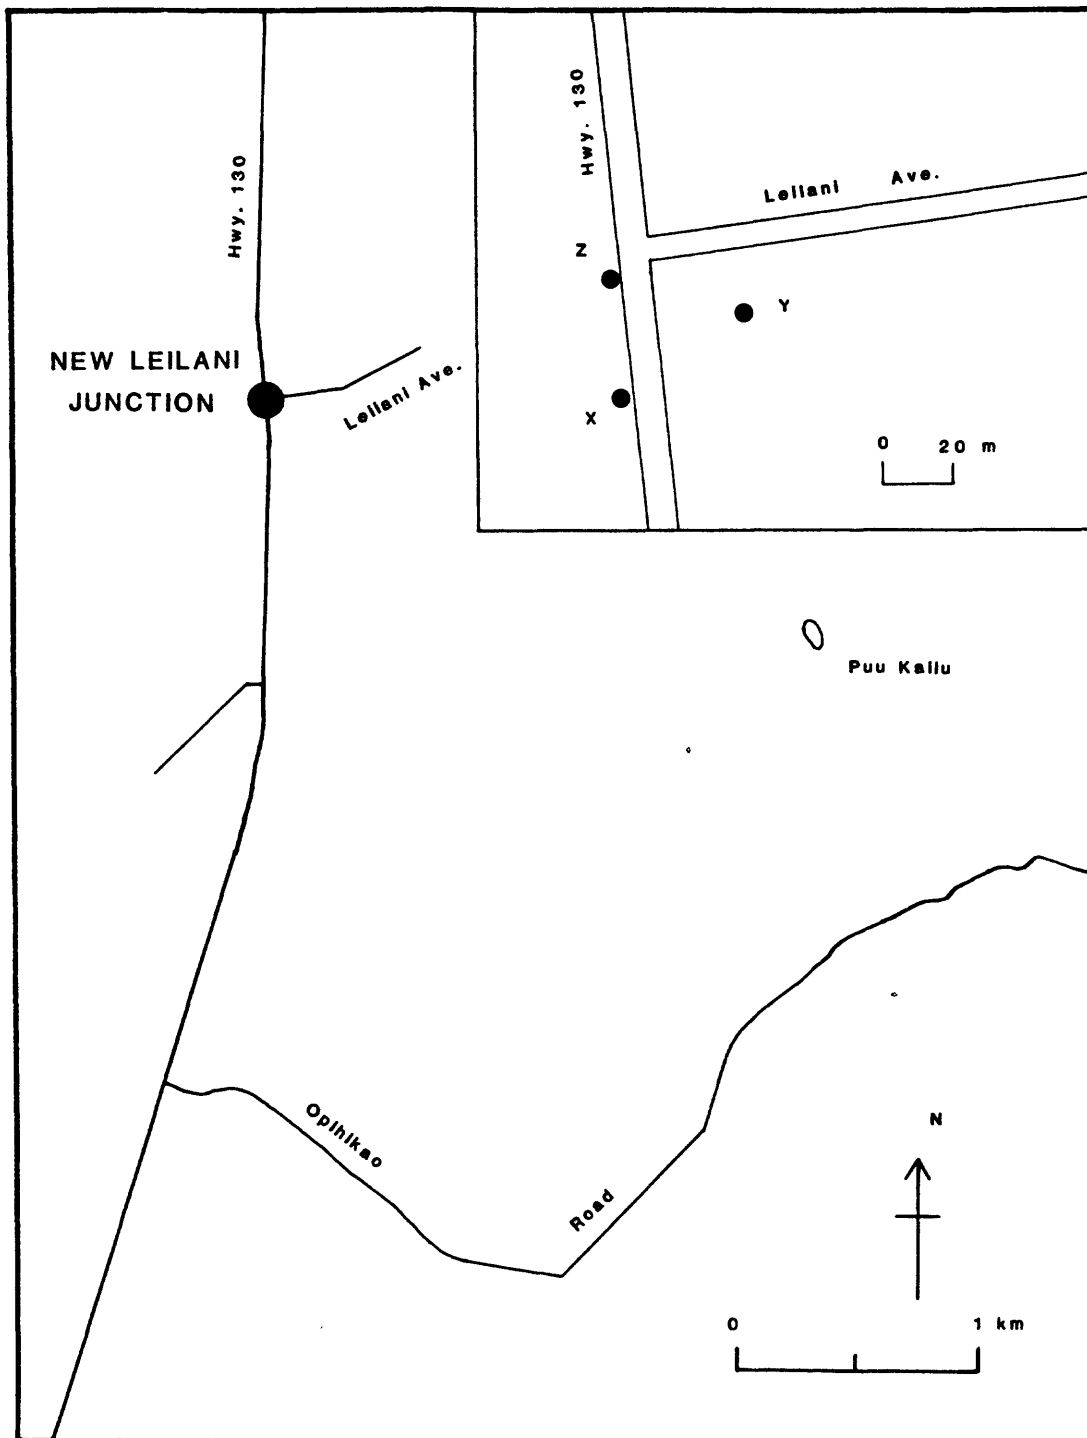 Hwy. 130
NEW LEILANI
JUNCTION
Leilani Ave.
Hwy. 130
Leilani Ave.
Z
Y
X
0 20 m
Puu Kaliu
Opihikao
Road
N
0 1 km